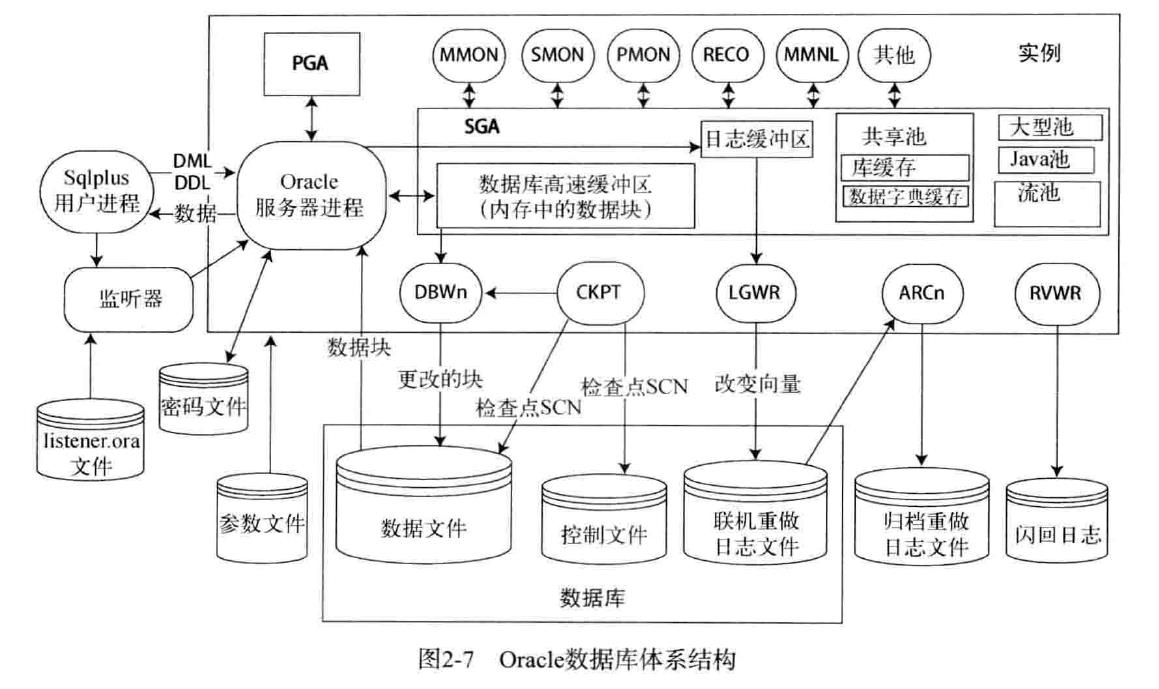 MMON
SMON
PMON
RECO
MMNL
其他
实例
PGA
SGA
日志缓冲区
共享池
库缓存
数据字典缓存
大型池
Java池
流池
Sqlplus
用户进程
DML
DDL
数据
Oracle
服务器进程
数据库高速缓冲区
(内存中的数据块)
监听器
DBWn
CKPT
LGWR
ARCn
RVWR
数据块
更改的块
检查点SCN
检查点SCN
改变向量
密码文件
listener.ora
文件
参数文件
数据文件
控制文件
联机重做
日志文件
归档重做
日志文件
闪回日志
数据库
图2-7 Oracle数据库体系结构